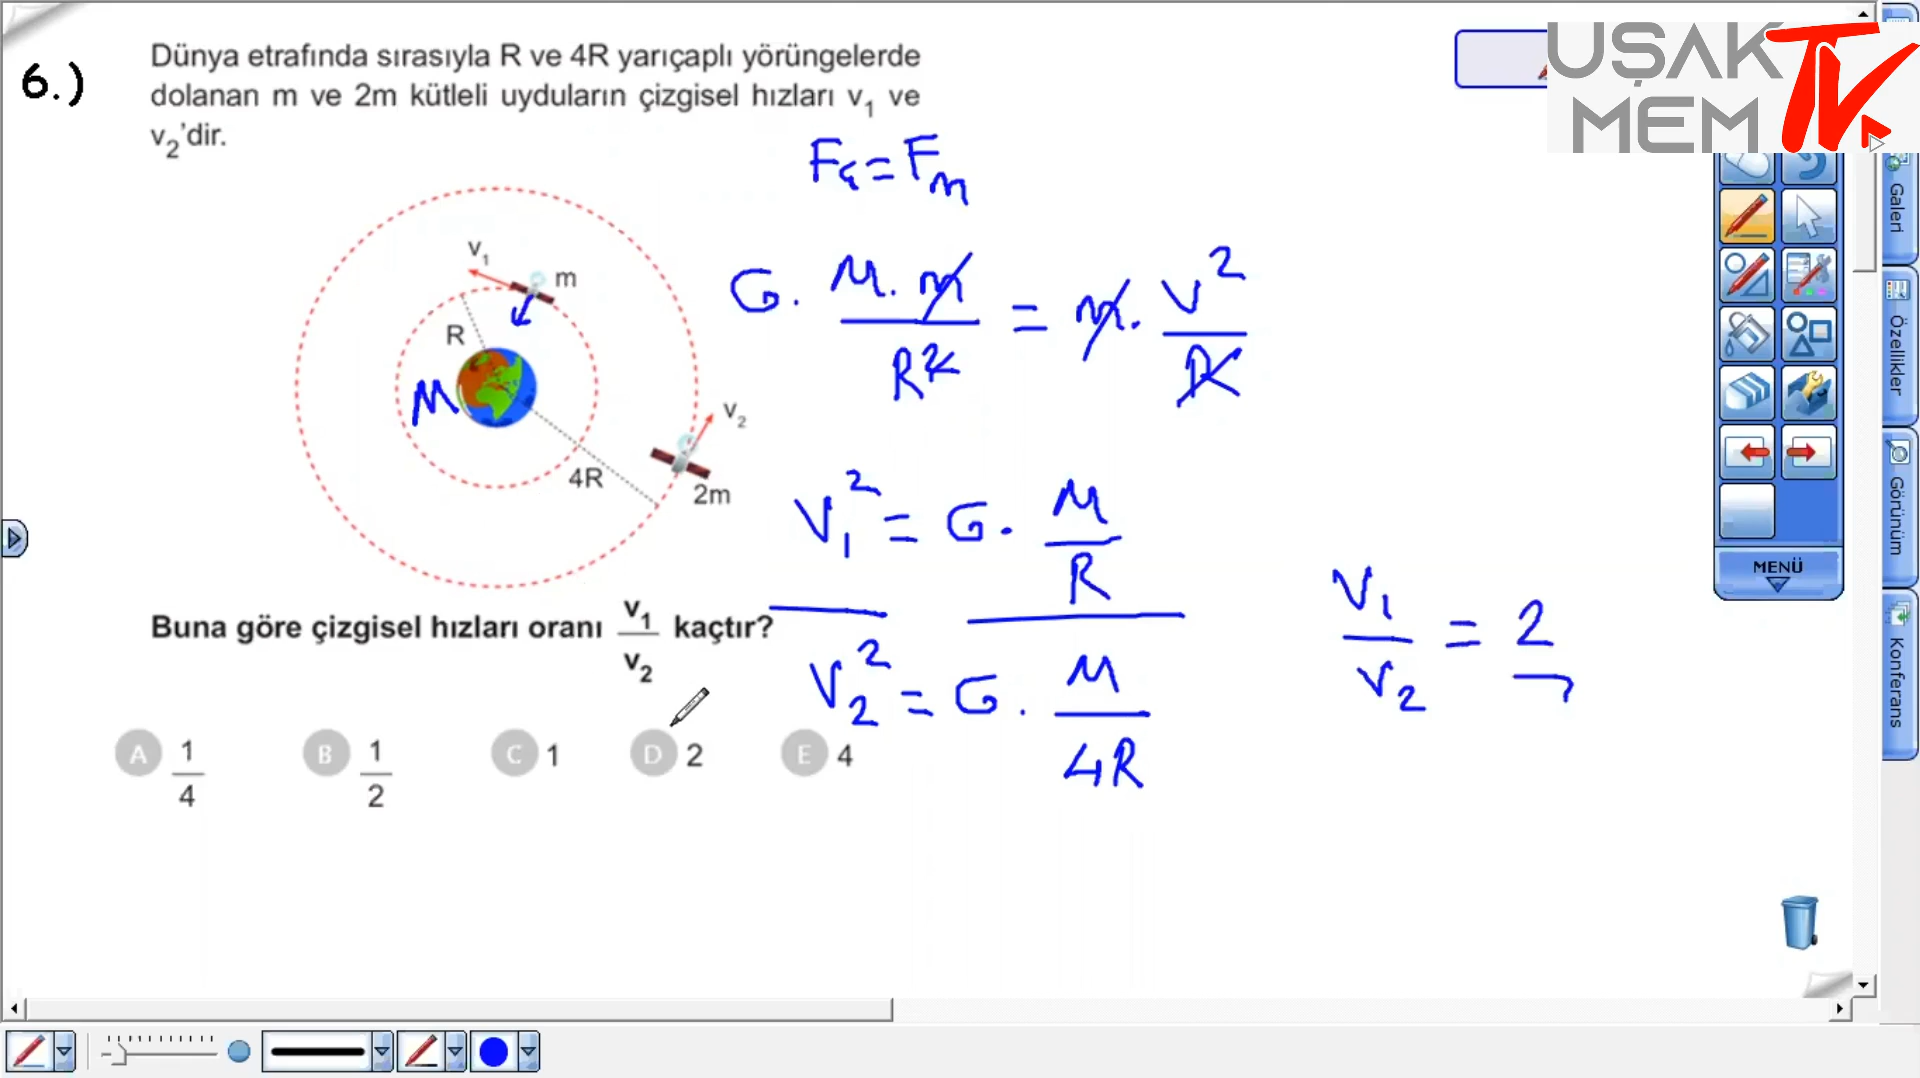 6.)
Dünya etrafında sırasıyla R ve 4R yarıçaplı yörüngelerde
dolanan m ve 2m kütleli uyduların çizgisel hızları v₁ ve
v₂'dir.
UŞAK
MEM TV
Fç = Fm
G. M.m / R² = m. v² / R
v₁
m
R
M
v₂
4R
2m
V₁² = G. M / R
V₂² = G. M / 4R
V₁ / V₂ = 2
Buna göre çizgisel hızları oranı v₁ / v₂ kaçtır?
A 1/4 B 1/2 C 1 D 2 E 4
MENÜ
Galeri
Özellikler
Görünüm
Konferans